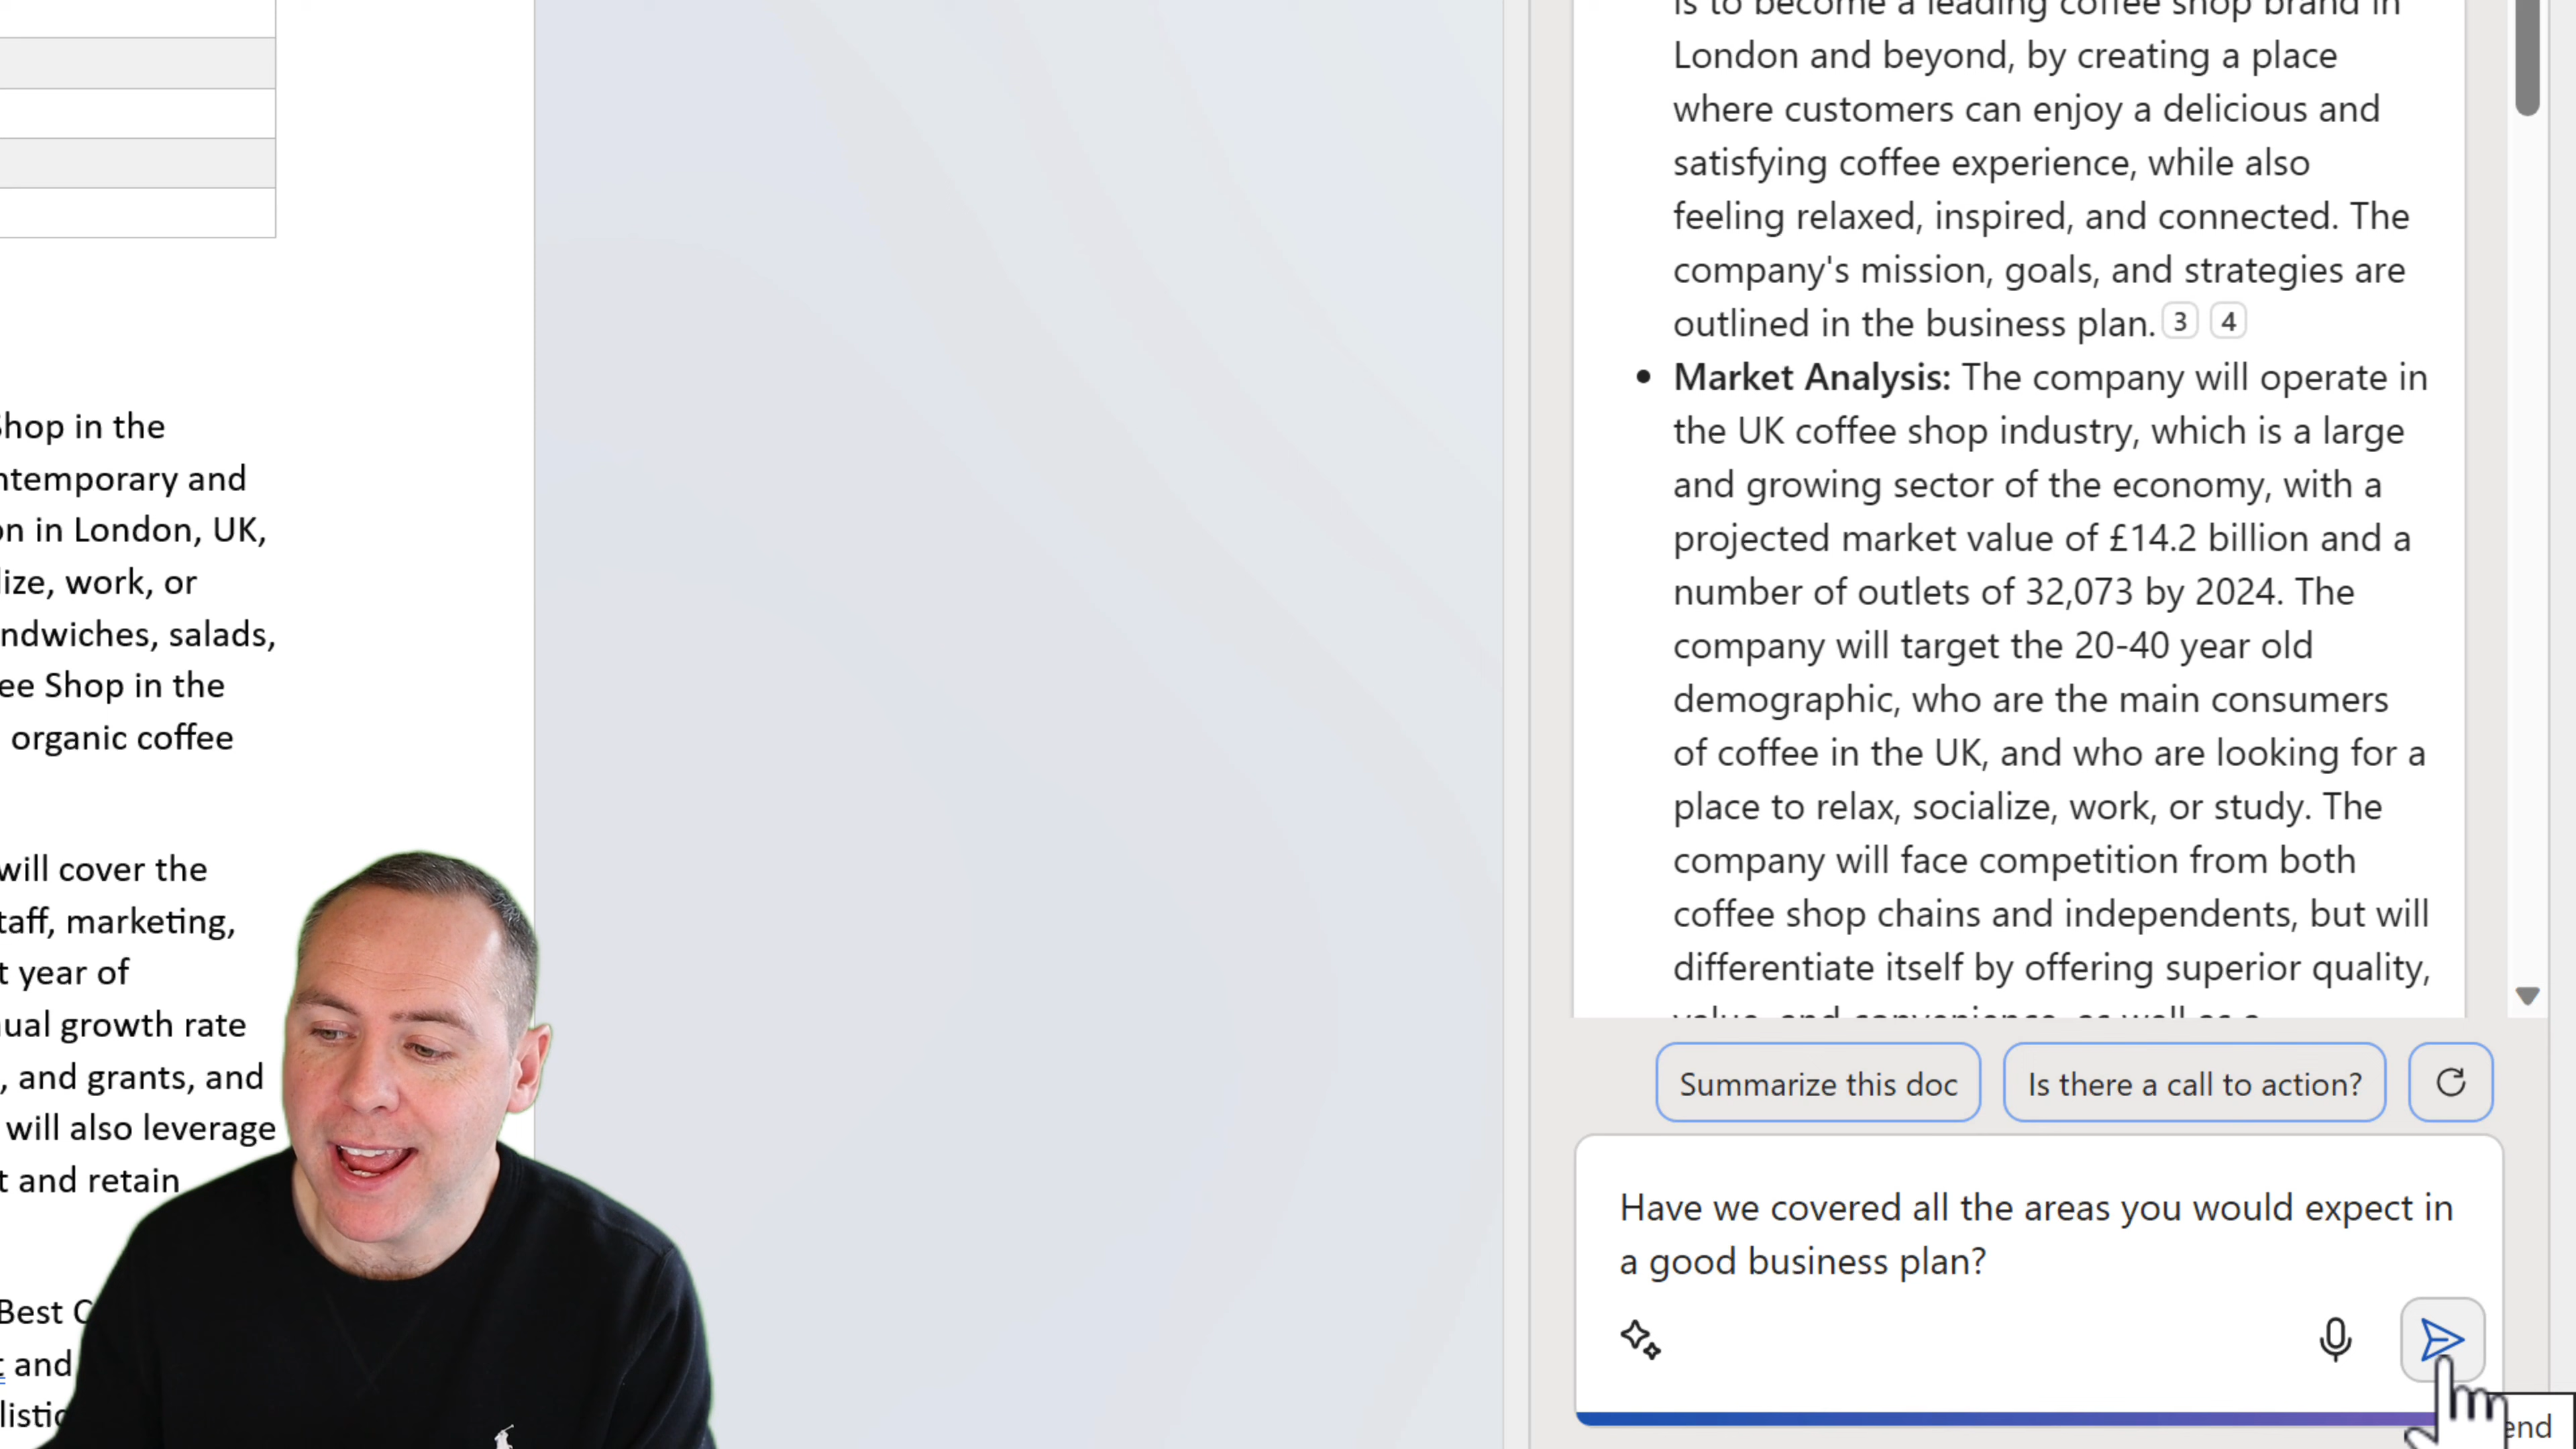 Shop in the
ntemporary and
on in London, UK,
lize, work, or
ndwiches, salads,
ee Shop in the
organic coffee
will cover the
taff, marketing,
t year of
ual growth rate
, and grants, and
will also leverage
t and retain
Best C
t and
listic
is to become a leading coffee shop brand in
London and beyond, by creating a place
where customers can enjoy a delicious and
satisfying coffee experience, while also
feeling relaxed, inspired, and connected. The
company's mission, goals, and strategies are
outlined in the business plan. 3 4
• Market Analysis: The company will operate in
the UK coffee shop industry, which is a large
and growing sector of the economy, with a
projected market value of £14.2 billion and a
number of outlets of 32,073 by 2024. The
company will target the 20-40 year old
demographic, who are the main consumers
of coffee in the UK, and who are looking for a
place to relax, socialize, work, or study. The
company will face competition from both
coffee shop chains and independents, but will
differentiate itself by offering superior quality,
value, and convenience, as well as a
Summarize this doc
Is there a call to action?
Have we covered all the areas you would expect in
a good business plan?
end